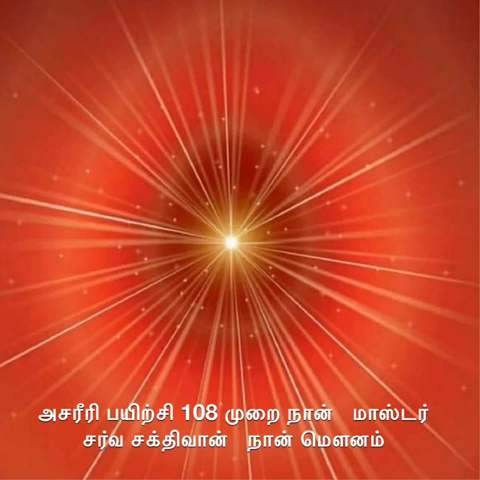 அசரீரி பயிற்சி 108 முறை நான் மாஸ்டர்
சர்வ சக்திவான் நான் மௌனம்